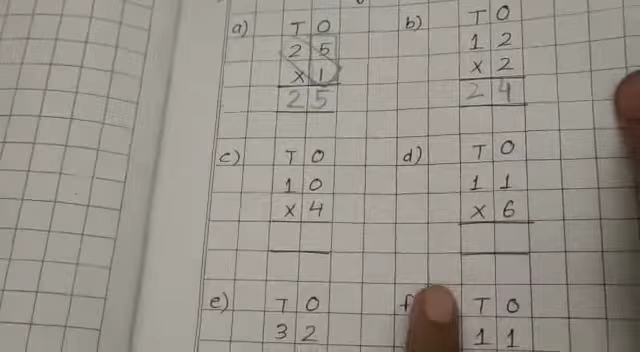 a) T O
2 5
x 1
2 5
b) T O
1 2
x 2
2 4
c) T O
1 0
x 4
d) T O
1 1
x 6
e) T O
3 2
f T O
1 1